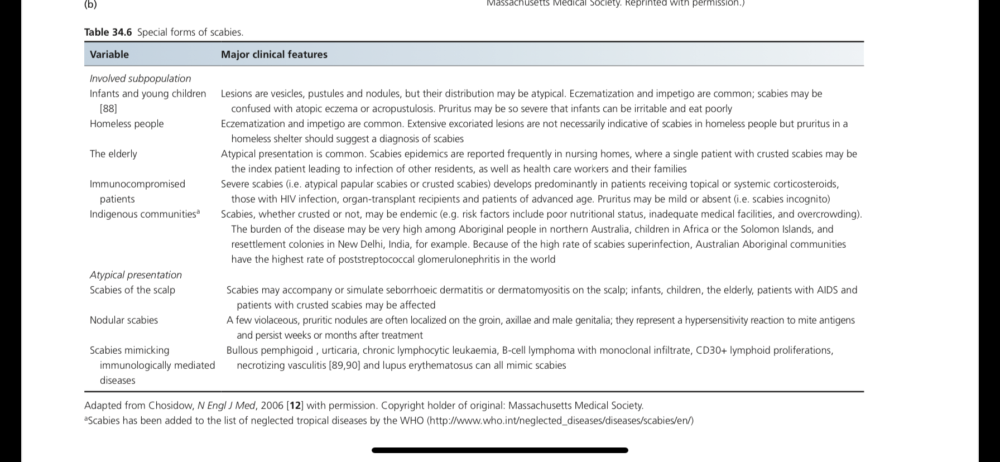 (b)
Massachusetts Medical Society. Reprinted with permission.)
Table 34.6 Special forms of scabies.
Variable Major clinical features
Involved subpopulation
Infants and young children Lesions are vesicles, pustules and nodules, but their distribution may be atypical. Eczematization and impetigo are common; scabies may be
[88] confused with atopic eczema or acropustulosis. Pruritus may be so severe that infants can be irritable and eat poorly
Homeless people Eczematization and impetigo are common. Extensive excoriated lesions are not necessarily indicative of scabies in homeless people but pruritus in a
homeless shelter should suggest a diagnosis of scabies
The elderly Atypical presentation is common. Scabies epidemics are reported frequently in nursing homes, where a single patient with crusted scabies may be
the index patient leading to infection of other residents, as well as health care workers and their families
Immunocompromised Severe scabies (i.e. atypical papular scabies or crusted scabies) develops predominantly in patients receiving topical or systemic corticosteroids,
patients those with HIV infection, organ-transplant recipients and patients of advanced age. Pruritus may be mild or absent (i.e. scabies incognito)
Indigenous communitiesᵃ Scabies, whether crusted or not, may be endemic (e.g. risk factors include poor nutritional status, inadequate medical facilities, and overcrowding).
The burden of the disease may be very high among Aboriginal people in northern Australia, children in Africa or the Solomon Islands, and
resettlement colonies in New Delhi, India, for example. Because of the high rate of scabies superinfection, Australian Aboriginal communities
have the highest rate of poststreptococcal glomerulonephritis in the world
Atypical presentation
Scabies of the scalp Scabies may accompany or simulate seborrhoeic dermatitis or dermatomyositis on the scalp; infants, children, the elderly, patients with AIDS and
patients with crusted scabies may be affected
Nodular scabies A few violaceous, pruritic nodules are often localized on the groin, axillae and male genitalia; they represent a hypersensitivity reaction to mite antigens
and persist weeks or months after treatment
Scabies mimicking Bullous pemphigoid , urticaria, chronic lymphocytic leukaemia, B-cell lymphoma with monoclonal infiltrate, CD30+ lymphoid proliferations,
immunologically mediated necrotizing vasculitis [89,90] and lupus erythematosus can all mimic scabies
diseases
Adapted from Chosidow, N Engl J Med, 2006 [12] with permission. Copyright holder of original: Massachusetts Medical Society.
ᵃScabies has been added to the list of neglected tropical diseases by the WHO (http://www.who.int/neglected_diseases/diseases/scabies/en/)